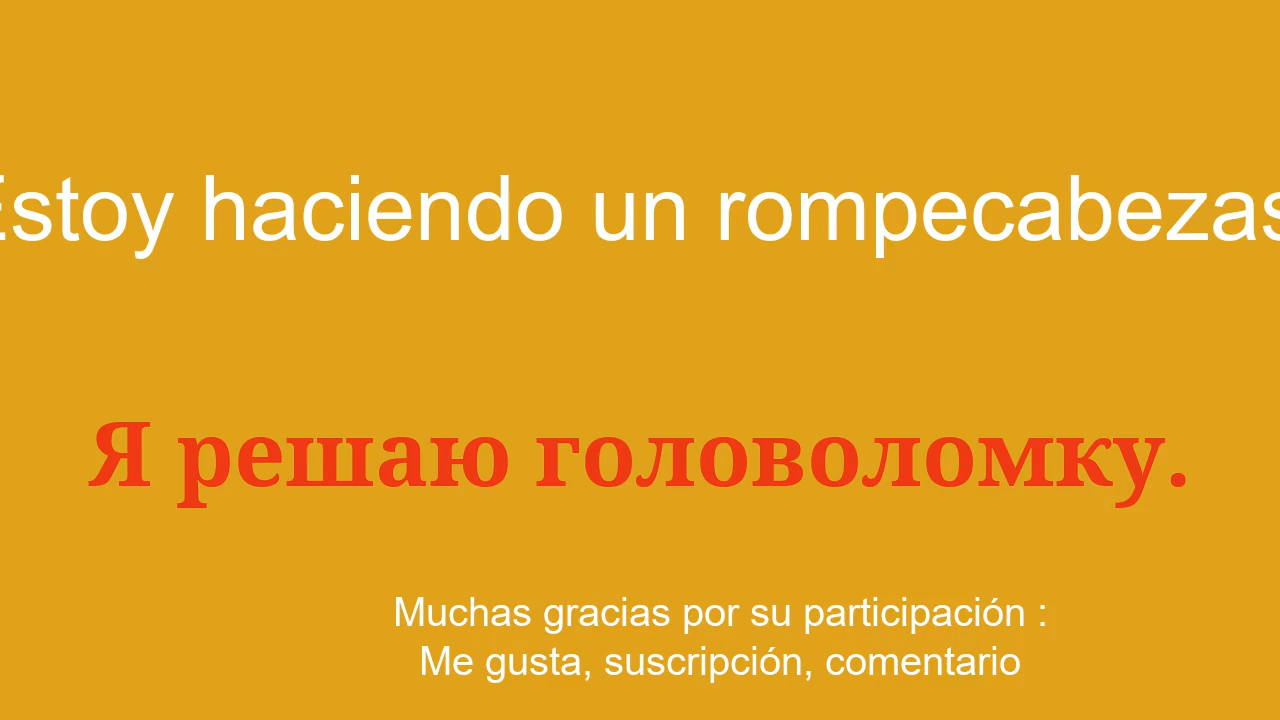 Estoy haciendo un rompecabezas
Я решаю головоломку.
Muchas gracias por su participación :
Me gusta, suscripción, comentario